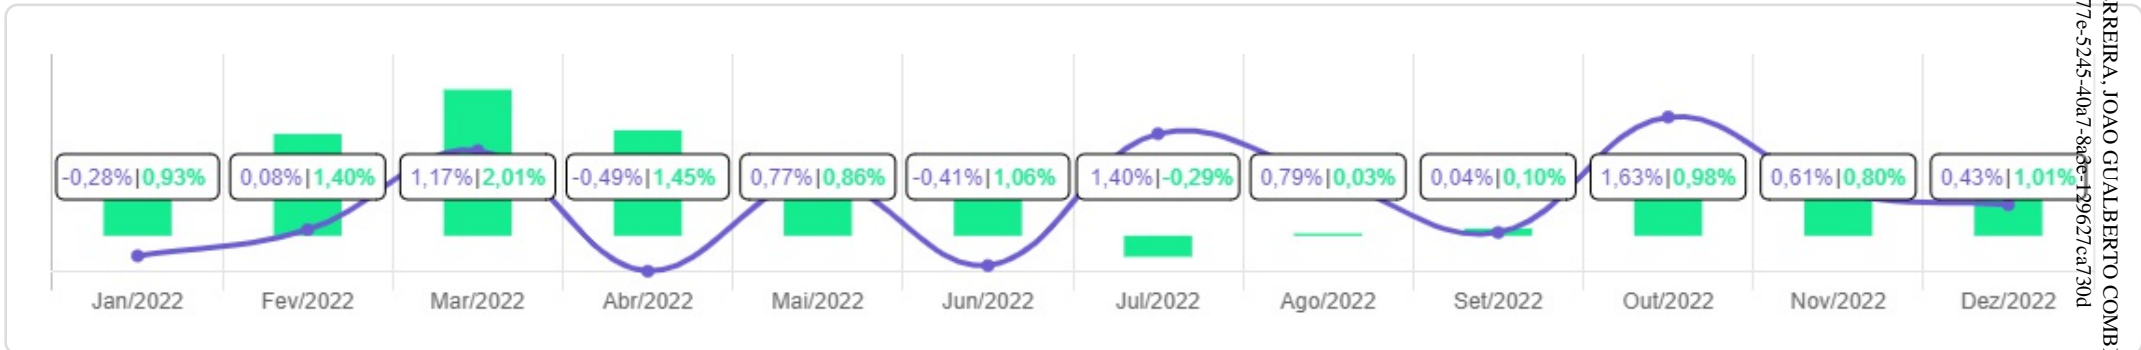 -0,28%|0,93%
0,08%|1,40%
1,17%|2,01%
-0,49%|1,45%
0,77%|0,86%
-0,41%|1,06%
1,40%|-0,29%
0,79%|0,03%
0,04%|0,10%
1,63%|0,98%
0,61%|0,80%
0,43%|1,01%
Jan/2022
Fev/2022
Mar/2022
Abr/2022
Mai/2022
Jun/2022
Jul/2022
Ago/2022
Set/2022
Out/2022
Nov/2022
Dez/2022
RREIRA, JOAO GUALBERTO COMB
77e-5245-40a7-8a3e-129627ca730d